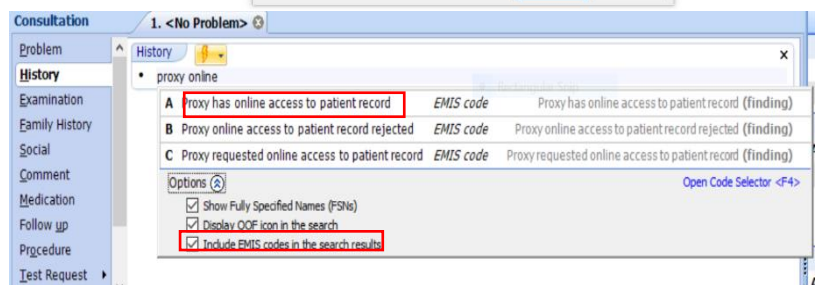 Consultation
1. <No Problem>
Problem
History
Examination
Family History
Social
Comment
Medication
Follow up
Procedure
Test Request
History
x
• proxy online
A Proxy has online access to patient record EMIS code Proxy has online access to patient record (finding)
B Proxy online access to patient record rejected EMIS code Proxy online access to patient record rejected (finding)
C Proxy requested online access to patient record EMIS code Proxy requested online access to patient record (finding)
Options
Open Code Selector <F4>
Show Fully Specified Names (FSNs)
Display OOF icon in the search
Include EMIS codes in the search results